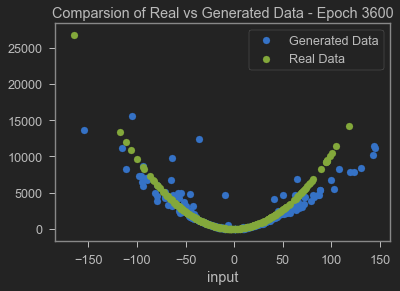 Comparsion of Real vs Generated Data - Epoch 3600
Generated Data
Real Data
25000
20000
15000
10000
5000
0
−150 −100 −50 0 50 100 150
input